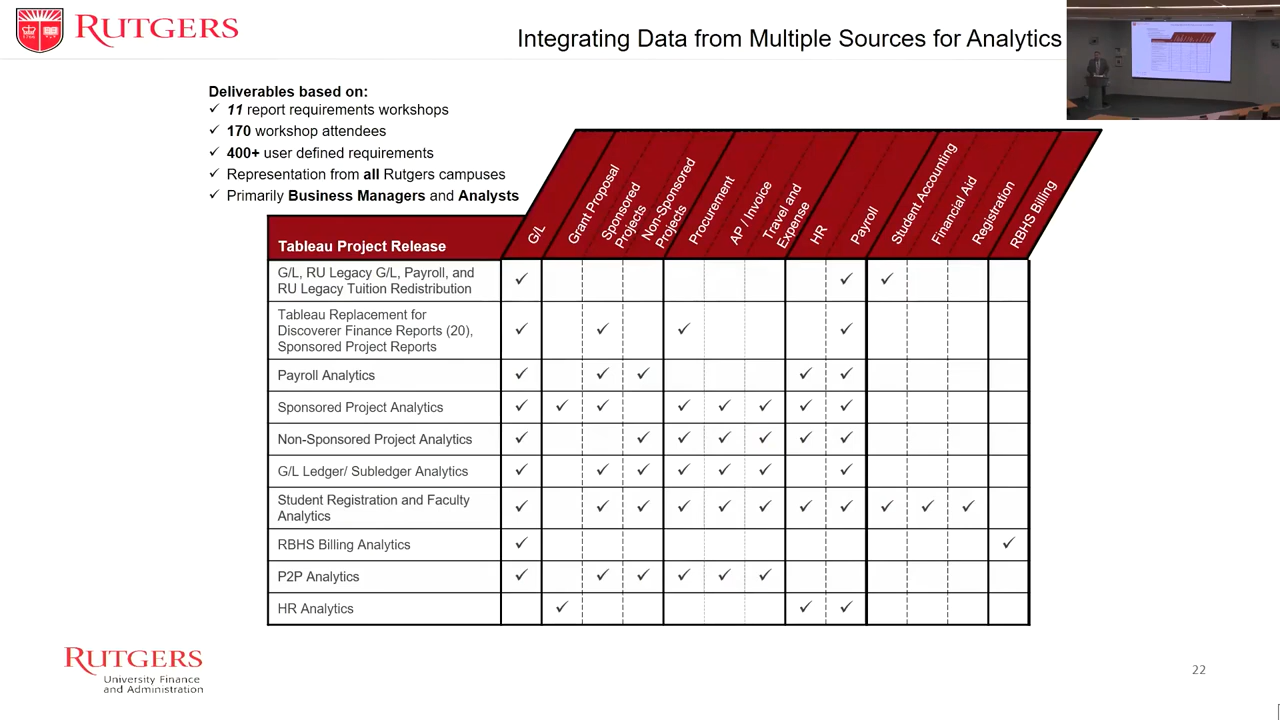 RUTGERS
Integrating Data from Multiple Sources for Analytics
Deliverables based on:
✓ 11 report requirements workshops
✓ 170 workshop attendees
✓ 400+ user defined requirements
✓ Representation from all Rutgers campuses
✓ Primarily Business Managers and Analysts
Tableau Project Release
G/L
Grant Proposal
Sponsored
Projects
Non-Sponsored
Projects
Procurement
AP / Invoice
Travel and
Expense
HR
Payroll
Student Accounting
Financial Aid
Registration
RBHS Billing
G/L, RU Legacy G/L, Payroll, and ✓ ✓ ✓
RU Legacy Tuition Redistribution
Tableau Replacement for
Discoverer Finance Reports (20), ✓ ✓ ✓ ✓
Sponsored Project Reports
Payroll Analytics ✓ ✓ ✓ ✓ ✓
Sponsored Project Analytics ✓ ✓ ✓ ✓ ✓ ✓ ✓ ✓
Non-Sponsored Project Analytics ✓ ✓ ✓ ✓ ✓ ✓ ✓
G/L Ledger/ Subledger Analytics ✓ ✓ ✓ ✓ ✓ ✓ ✓
Student Registration and Faculty ✓ ✓ ✓ ✓ ✓ ✓ ✓ ✓ ✓ ✓ ✓
Analytics
RBHS Billing Analytics ✓ ✓
P2P Analytics ✓ ✓ ✓ ✓ ✓ ✓
HR Analytics ✓ ✓ ✓
RUTGERS
University Finance
and Administration
22